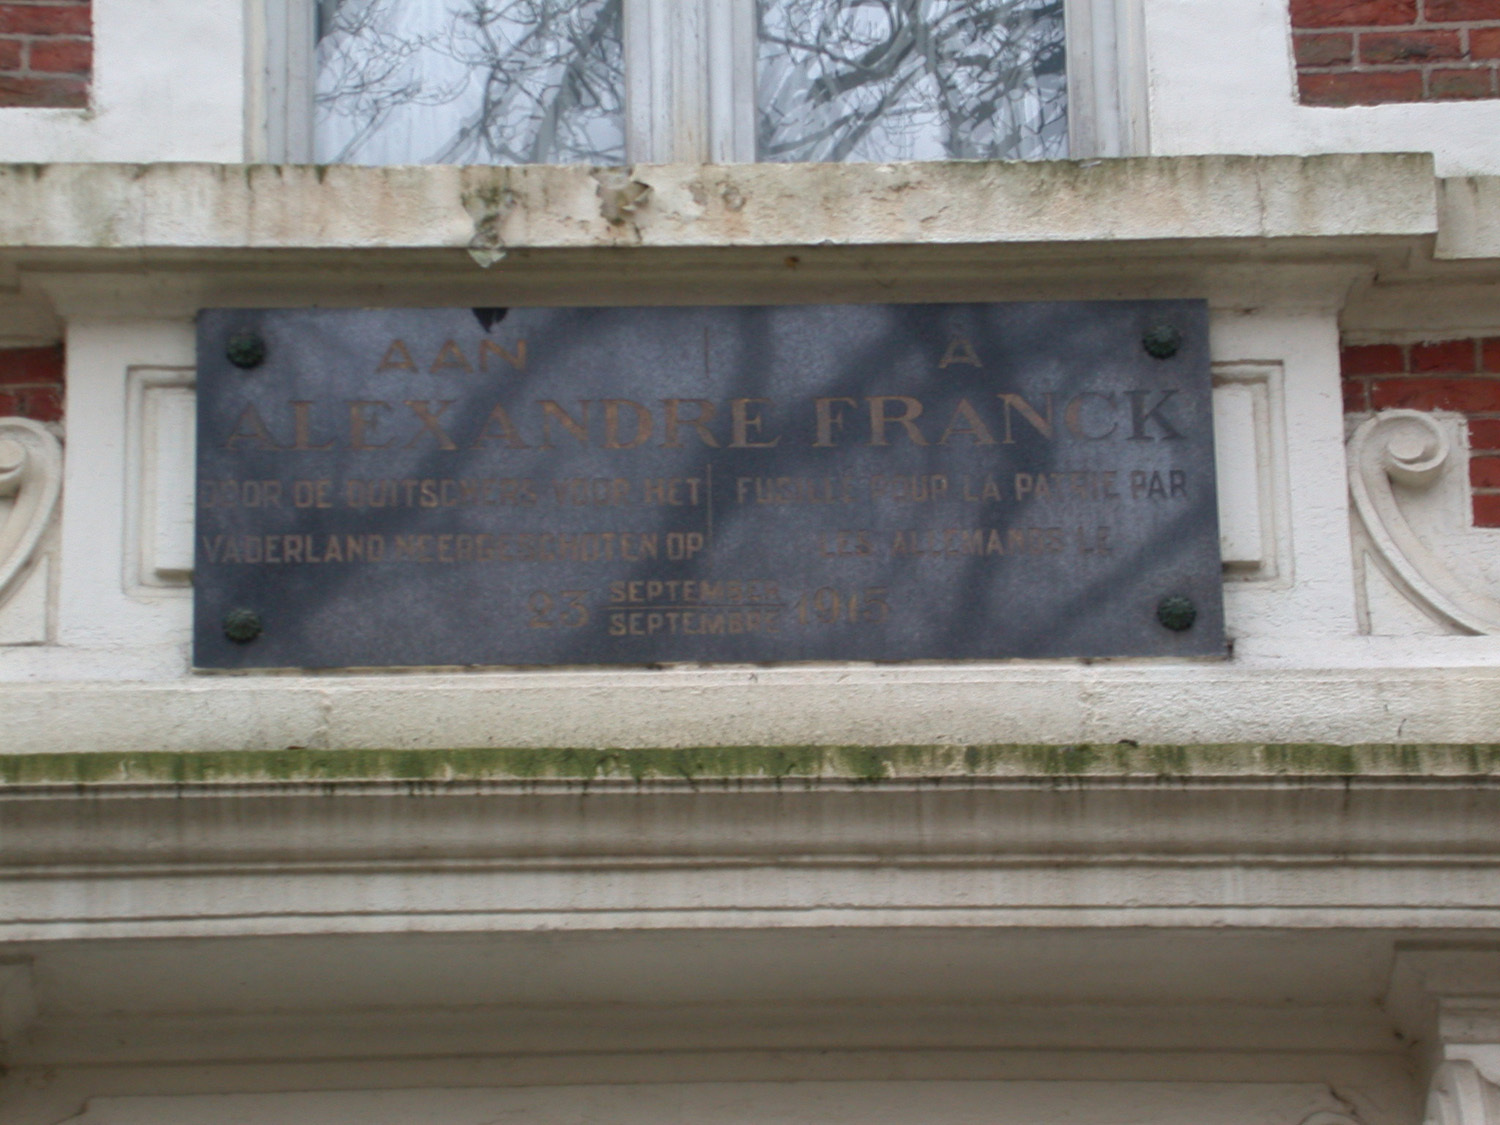 AAN À
ALEXANDRE FRANCK
DOOR DE DUITSCHERS VOOR HET FUSILLÉ POUR LA PATRIE PAR
VADERLAND NEERGESCHOTEN OP LES ALLEMANDS LE
23 SEPTEMBER 1915
SEPTEMBRE